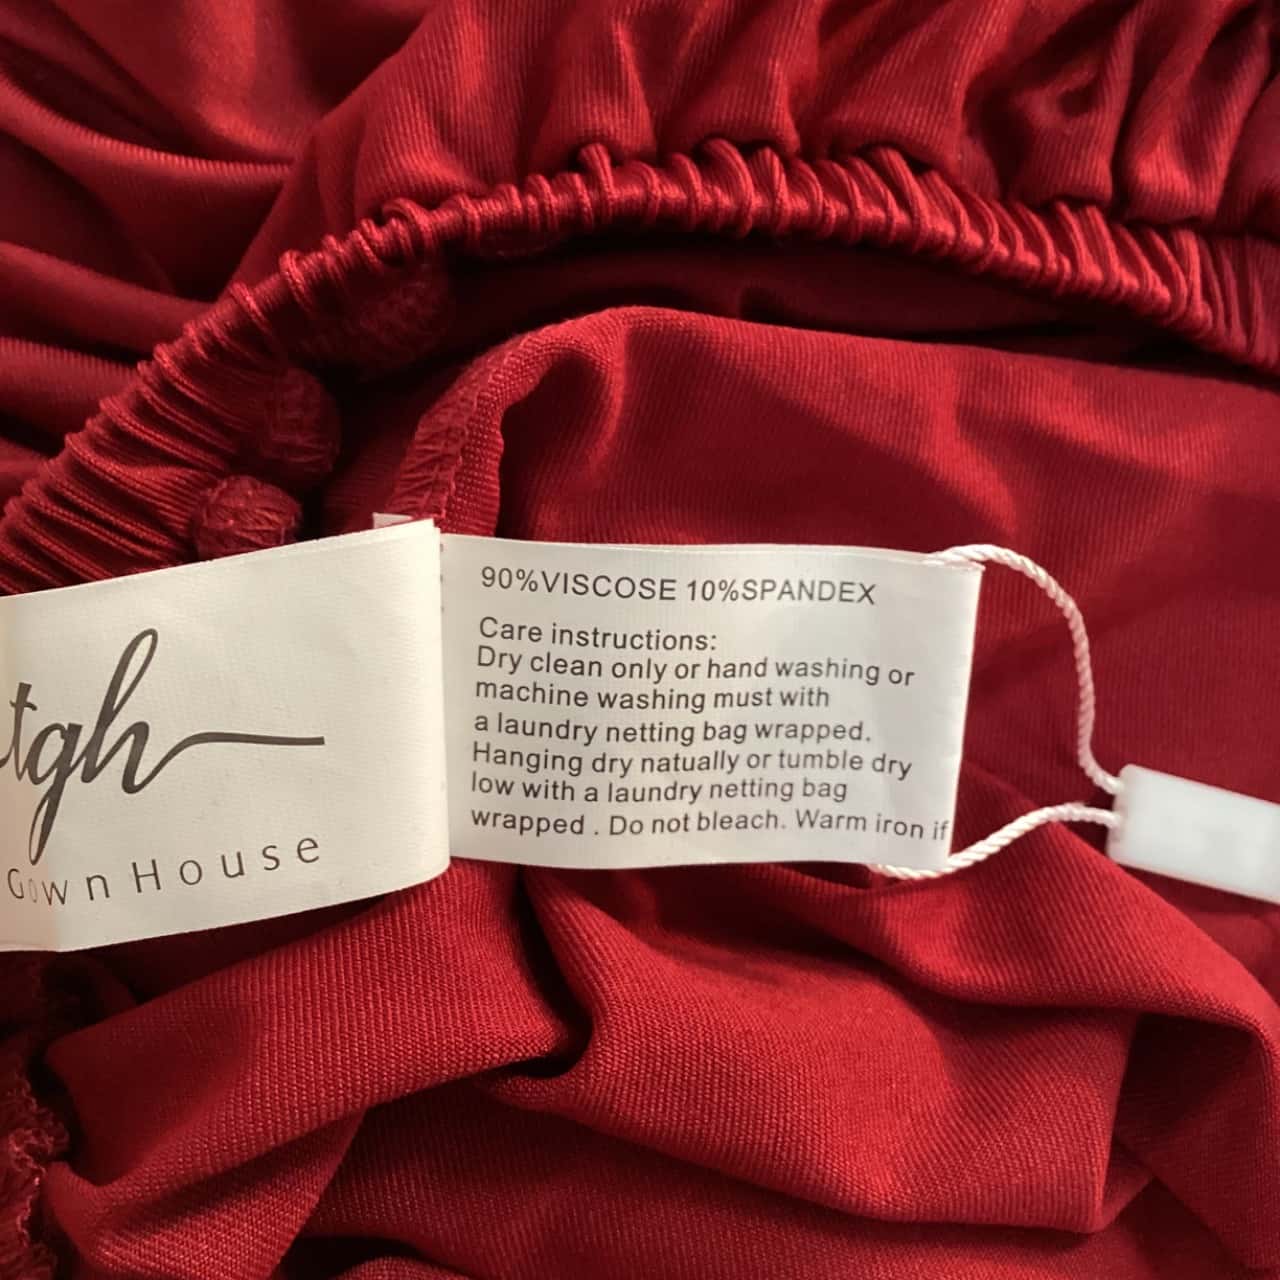 tgh
Gown House
90%VISCOSE 10%SPANDEX
Care instructions:
Dry clean only or hand washing or
machine washing must with
a laundry netting bag wrapped.
Hanging dry natually or tumble dry
low with a laundry netting bag
wrapped . Do not bleach. Warm iron if